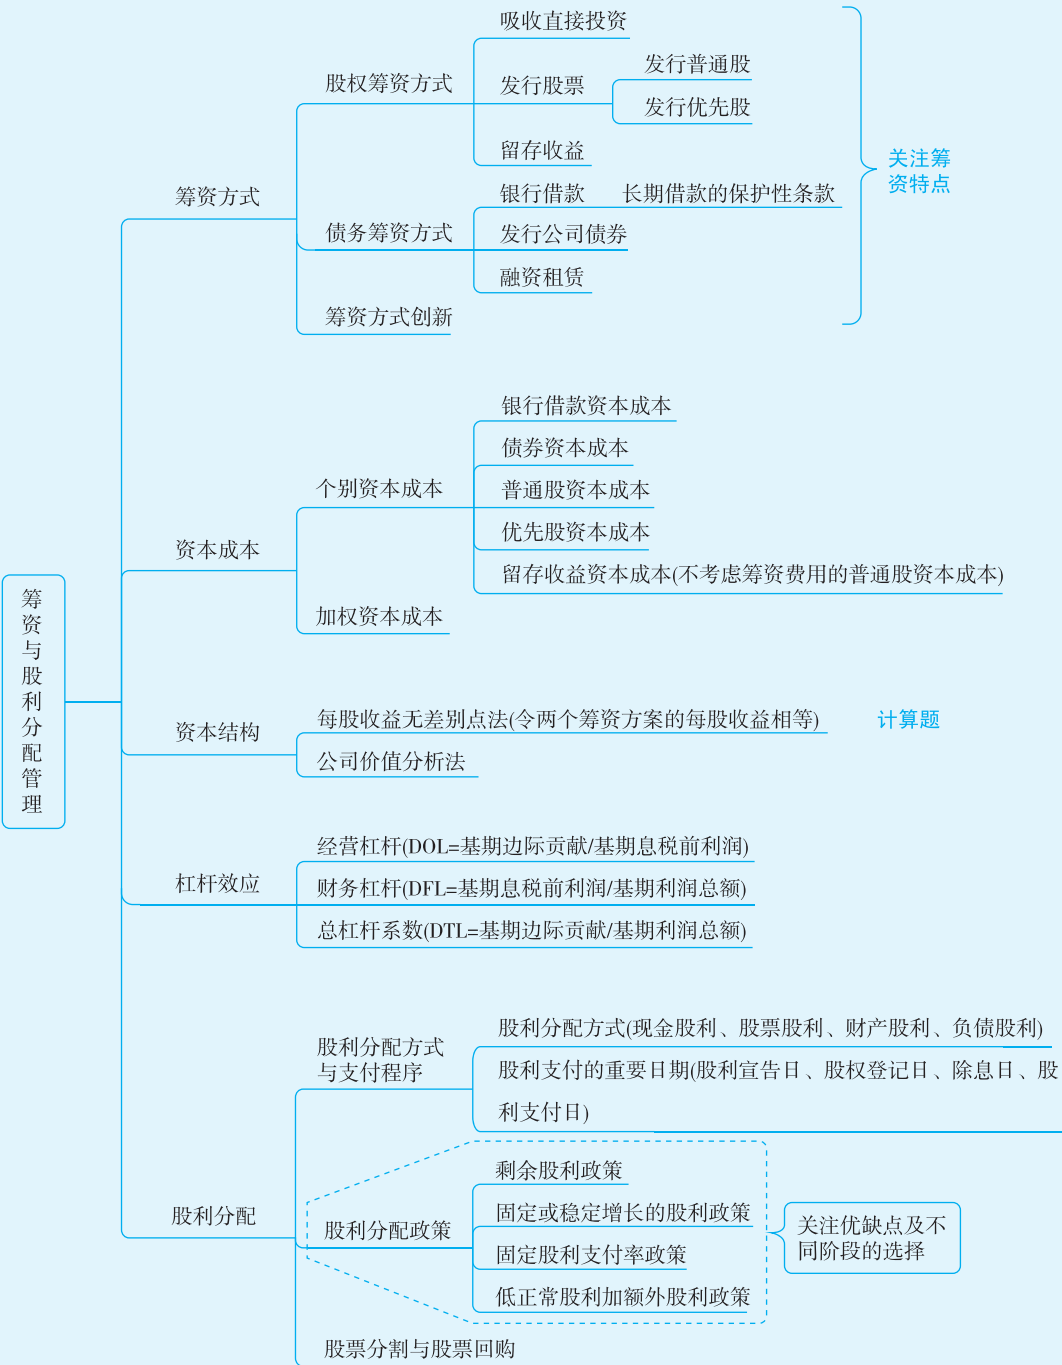 筹资与股利分配管理
筹资方式
股权筹资方式
吸收直接投资
发行股票
发行普通股
发行优先股
留存收益
债务筹资方式
银行借款
长期借款的保护性条款
发行公司债券
融资租赁
筹资方式创新
关注筹
资特点
资本成本
个别资本成本
银行借款资本成本
债券资本成本
普通股资本成本
优先股资本成本
留存收益资本成本(不考虑筹资费用的普通股资本成本)
加权资本成本
资本结构
每股收益无差别点法(令两个筹资方案的每股收益相等)
计算题
公司价值分析法
杠杆效应
经营杠杆(DOL=基期边际贡献/基期息税前利润)
财务杠杆(DFL=基期息税前利润/基期利润总额)
总杠杆系数(DTL=基期边际贡献/基期利润总额)
股利分配
股利分配方式
与支付程序
股利分配方式(现金股利、股票股利、财产股利、负债股利)
股利支付的重要日期(股利宣告日、股权登记日、除息日、股
利支付日)
股利分配政策
剩余股利政策
固定或稳定增长的股利政策
固定股利支付率政策
低正常股利加额外股利政策
关注优缺点及不
同阶段的选择
股票分割与股票回购